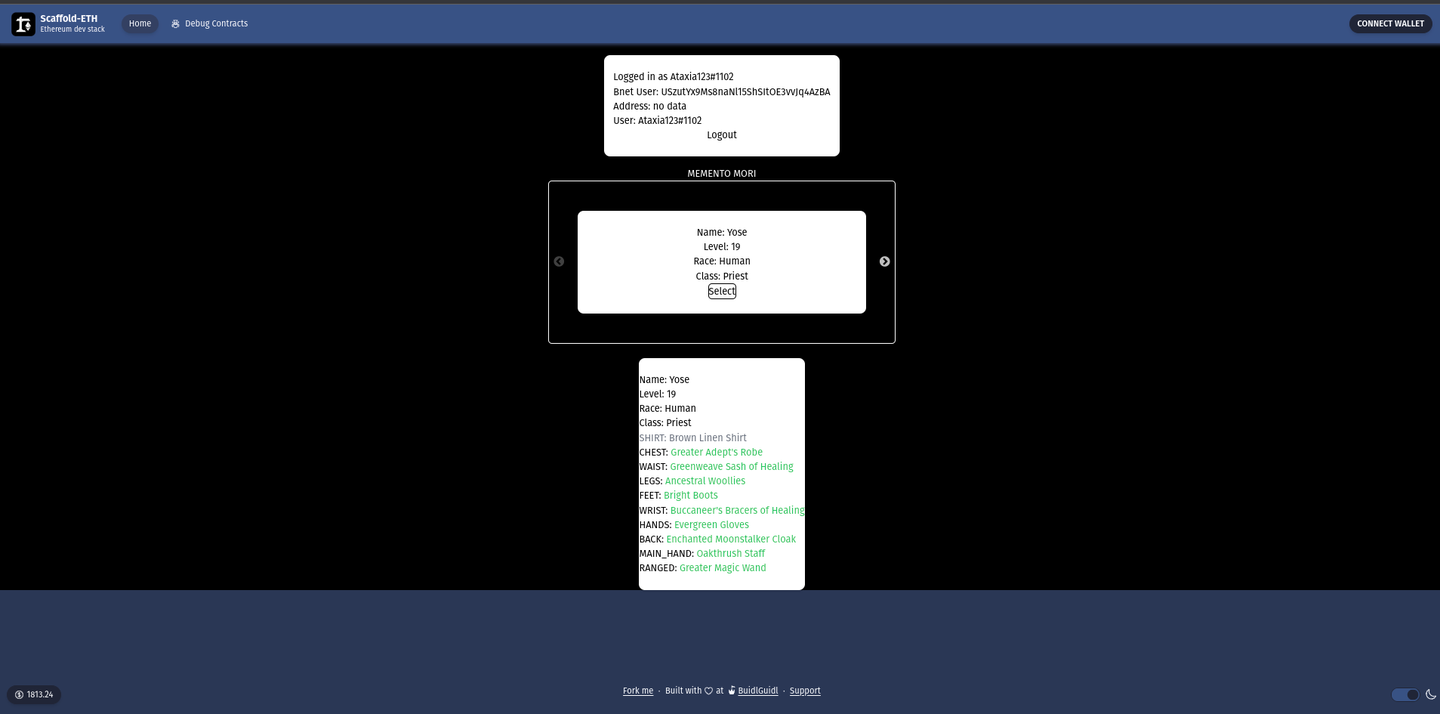 Scaffold-ETH
Ethereum dev stack
Home
Debug Contracts
CONNECT WALLET
Logged in as Ataxia123#1102
Bnet User: USzutYx9Ms8naNl15ShSItOE3vvJq4AzBA
Address: no data
User: Ataxia123#1102
Logout
MEMENTO MORI
Name: Yose
Level: 19
Race: Human
Class: Priest
Select
Name: Yose
Level: 19
Race: Human
Class: Priest
SHIRT: Brown Linen Shirt
CHEST: Greater Adept's Robe
WAIST: Greenweave Sash of Healing
LEGS: Ancestral Woollies
FEET: Bright Boots
WRIST: Buccaneer's Bracers of Healing
HANDS: Evergreen Gloves
BACK: Enchanted Moonstalker Cloak
MAIN_HAND: Oakthrush Staff
RANGED: Greater Magic Wand
1813.24
Fork me · Built with ♡ at BuidlGuidl · Support